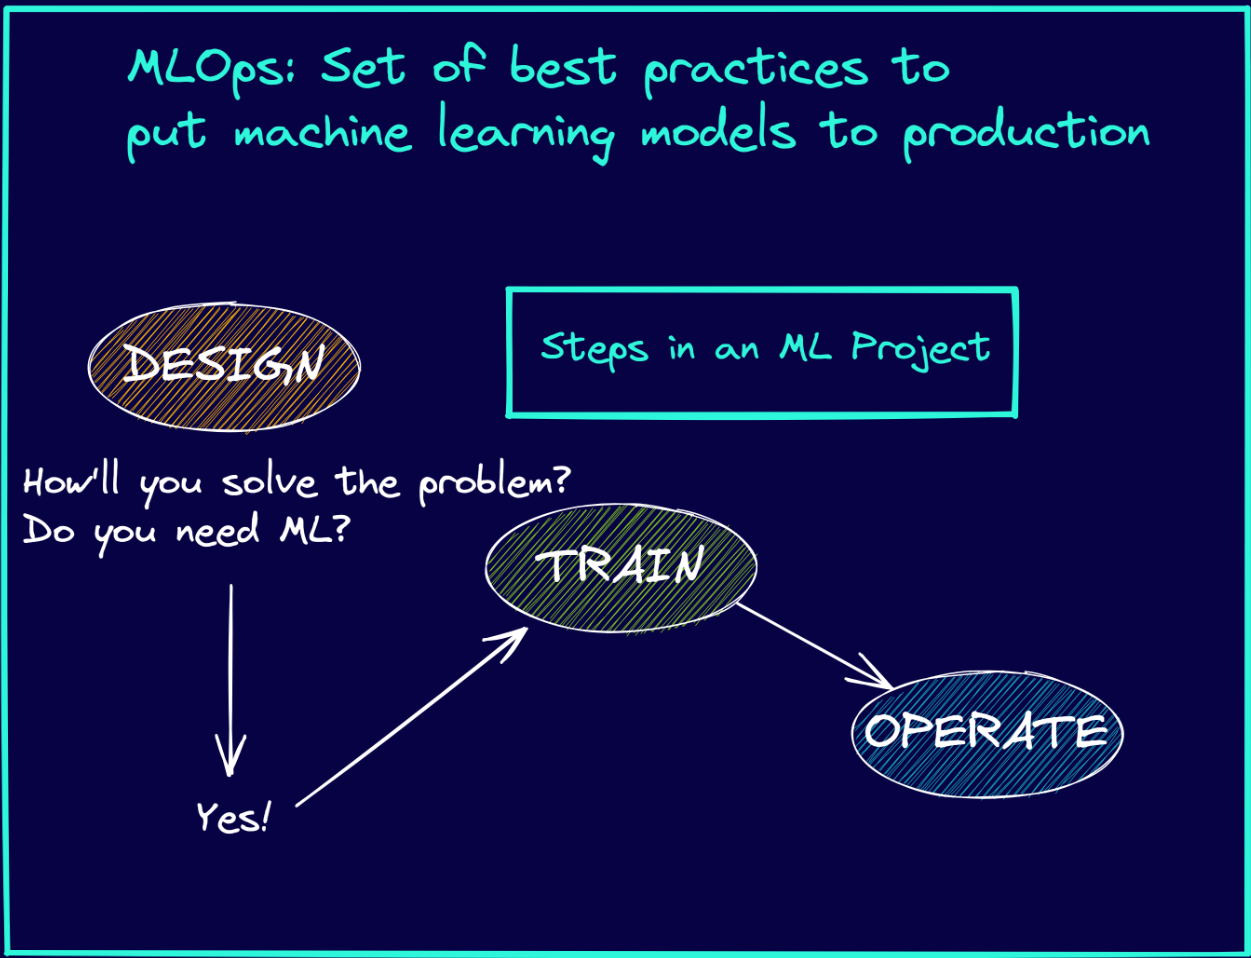 MLOps: Set of best practices to
put machine learning models to production
Steps in an ML Project
DESIGN
How'll you solve the problem?
Do you need ML?
Yes!
TRAIN
OPERATE